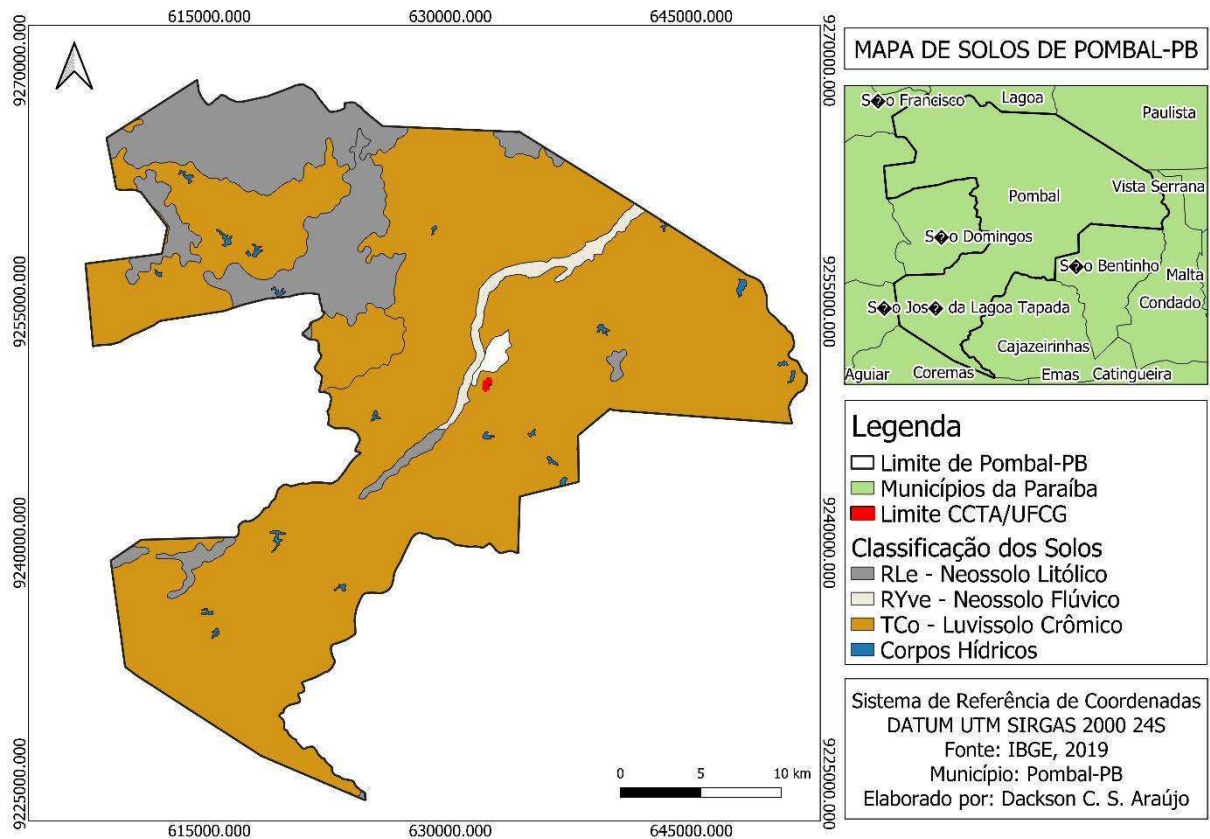 615000.000
630000.000
645000.000
9270000.000
9255000.000
9240000.000
9225000.000
9270000.000
9255000.000
9240000.000
9225000.000
0 5 10 km
615000.000
630000.000
645000.000
MAPA DE SOLOS DE POMBAL-PB
S�o Francisco
Lagoa
Paulista
Pombal
Vista Serrana
S�o Domingos
S�o Bentinho
Malta
S�o Jos� da Lagoa Tapada
Condado
Cajazeirinhas
Aguiar
Coremas
Emas
Catingueira
Legenda
Limite de Pombal-PB
Municípios da Paraíba
Limite CCTA/UFCG
Classificação dos Solos
RLe - Neossolo Litólico
RYve - Neossolo Flúvico
TCo - Luvissolo Crômico
Corpos Hídricos
Sistema de Referência de Coordenadas
DATUM UTM SIRGAS 2000 24S
Fonte: IBGE, 2019
Município: Pombal-PB
Elaborado por: Dackson C. S. Araújo